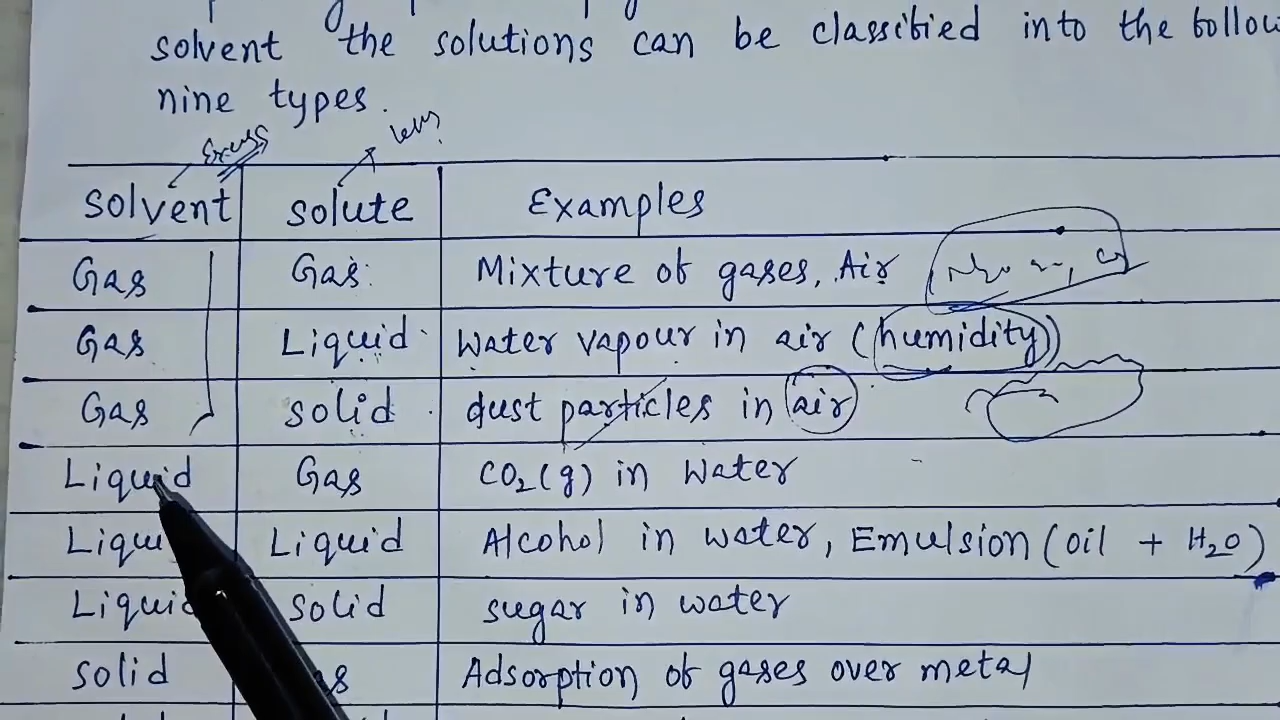 solvent the solutions can be classified into the follow
nine types.
Excess less
Solvent Solute Examples
Gas Gas Mixture of gases, Air
Gas Liquid Water vapour in air (humidity)
Gas solid dust particles in air
Liquid Gas CO₂(g) in Water
Liqu Liquid Alcohol in water, Emulsion (oil + H₂O)
Liquid solid sugar in water
solid as Adsorption of gases over metal